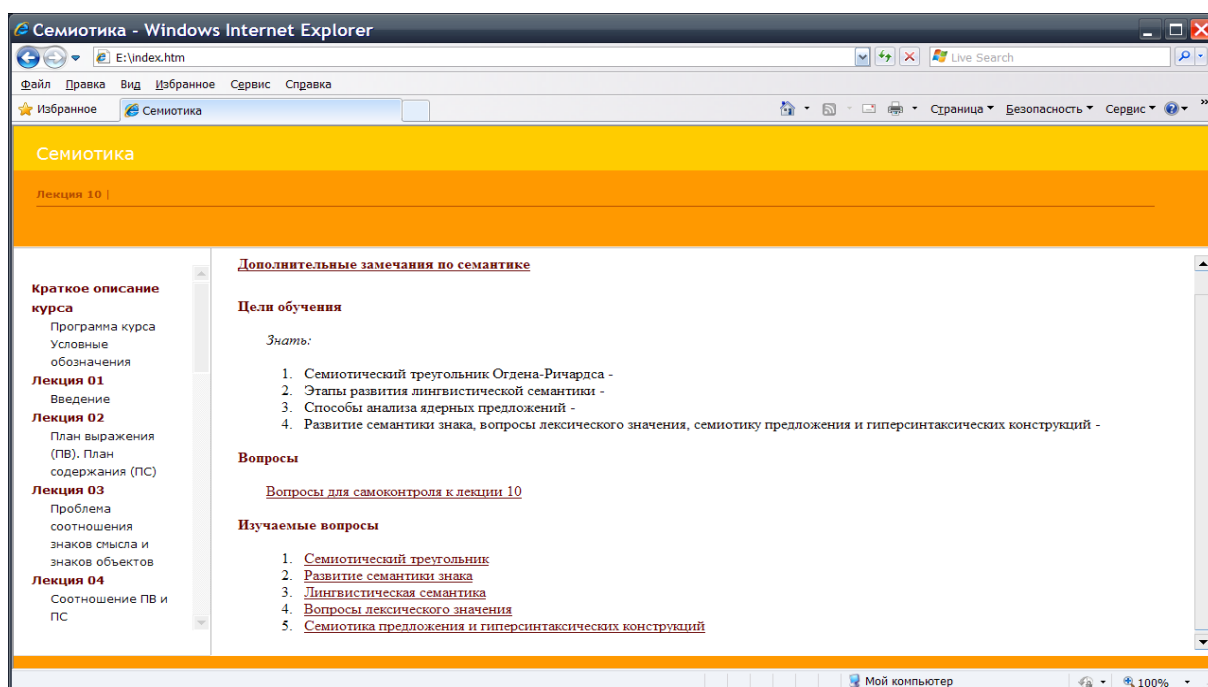 Семиотика - Windows Internet Explorer
E:\index.htm
Live Search
Файл Правка Вид Избранное Сервис Справка
Избранное Семиотика Страница Безопасность Сервис
Семиотика
Лекция 10 |
Краткое описание
курса
Программа курса
Условные
обозначения
Лекция 01
Введение
Лекция 02
План выражения
(ПВ). План
содержания (ПС)
Лекция 03
Проблема
соотношения
знаков смысла и
знаков объектов
Лекция 04
Соотношение ПВ и
ПС
Дополнительные замечания по семантике
Цели обучения
Знать:
1. Семиотический треугольник Огдена-Ричардса -
2. Этапы развития лингвистической семантики -
3. Способы анализа ядерных предложений -
4. Развитие семантики знака, вопросы лексического значения, семиотику предложения и гиперсинтаксических конструкций -
Вопросы
Вопросы для самоконтроля к лекции 10
Изучаемые вопросы
1. Семиотический треугольник
2. Развитие семантики знака
3. Лингвистическая семантика
4. Вопросы лексического значения
5. Семиотика предложения и гиперсинтаксических конструкций
Мой компьютер
100%